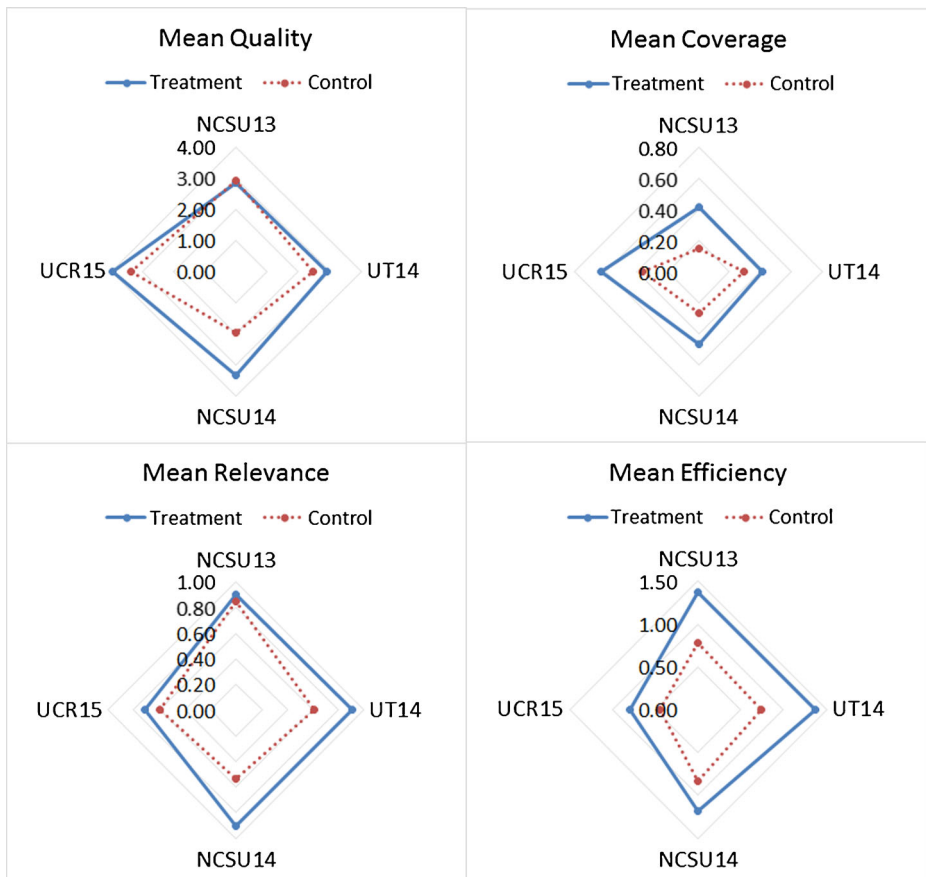 Mean Quality
Treatment Control
NCSU13
4.00
3.00
2.00
1.00
0.00
UCR15
UT14
NCSU14
Mean Coverage
Treatment Control
NCSU13
0.80
0.60
0.40
0.20
0.00
UCR15
UT14
NCSU14
Mean Relevance
Treatment Control
NCSU13
1.00
0.80
0.60
0.40
0.20
0.00
UCR15
UT14
NCSU14
Mean Efficiency
Treatment Control
NCSU13
1.50
1.00
0.50
0.00
UCR15
UT14
NCSU14